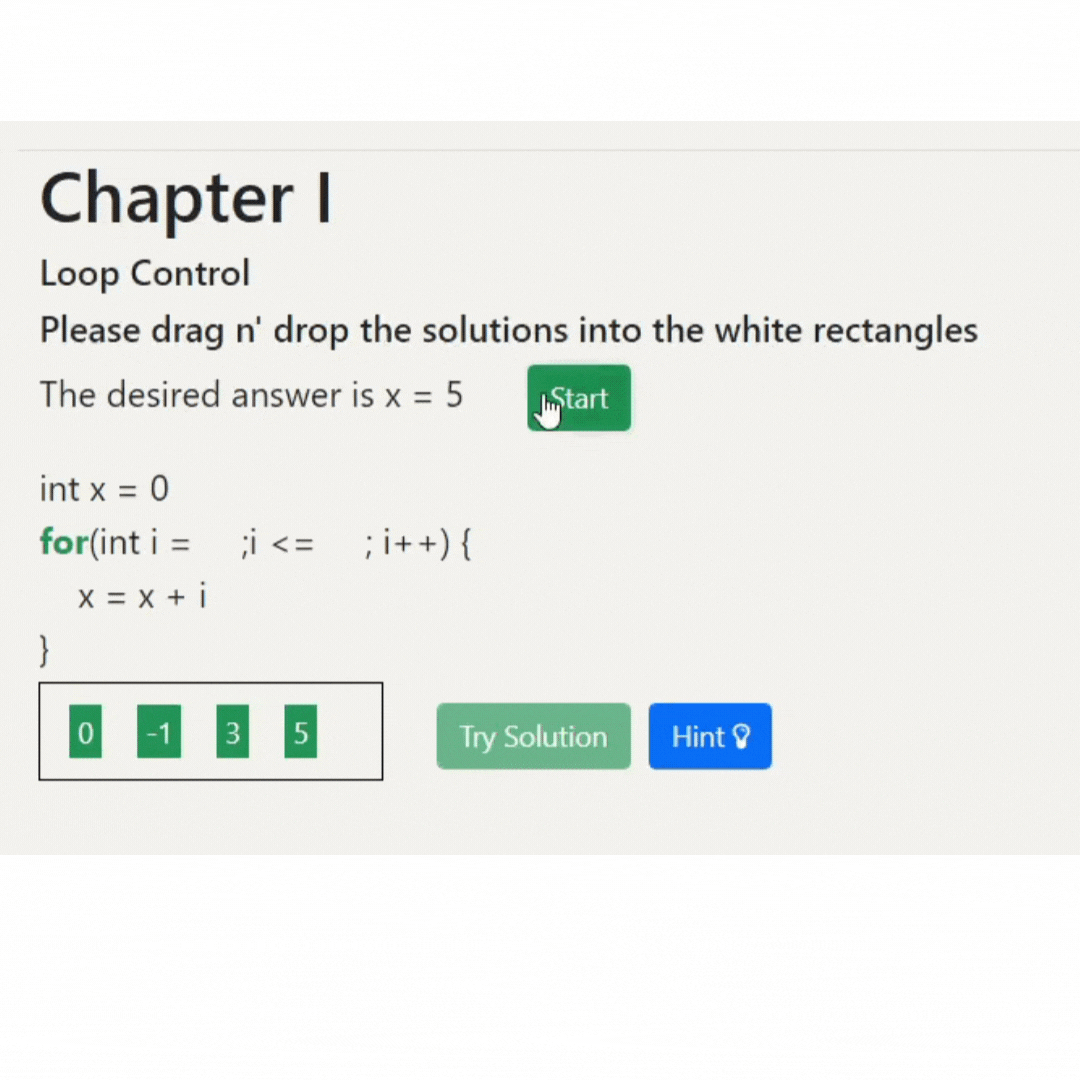 Chapter I
Loop Control
Please drag n' drop the solutions into the white rectangles
The desired answer is x = 5 Start
int x = 0
for(int i = ;i <= ; i++) {
x = x + i
}
0 -1 3 5 Try Solution Hint